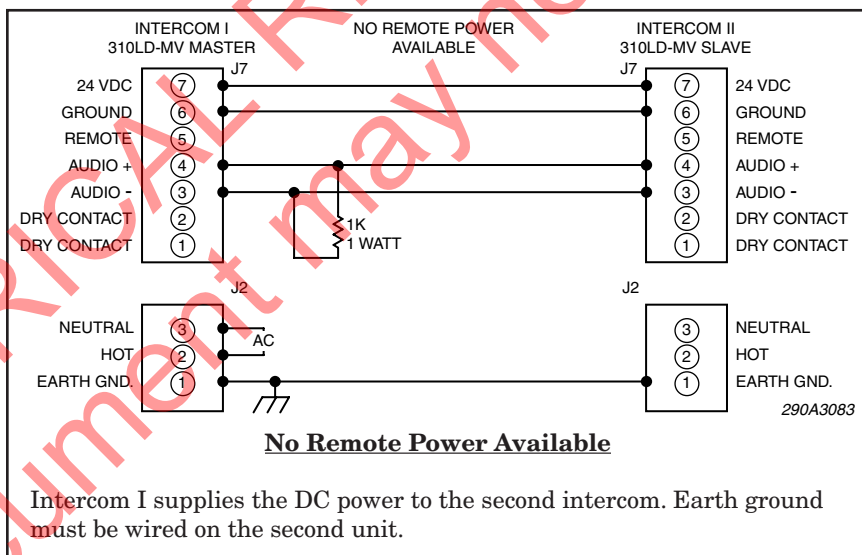 INTERCOM I
310LD-MV MASTER
NO REMOTE POWER
AVAILABLE
INTERCOM II
310LD-MV SLAVE
J7
24 VDC 7
GROUND 6
REMOTE 5
AUDIO + 4
AUDIO - 3
DRY CONTACT 2
DRY CONTACT 1
1K
1 WATT
J7
7 24 VDC
6 GROUND
5 REMOTE
4 AUDIO +
3 AUDIO -
2 DRY CONTACT
1 DRY CONTACT
J2
NEUTRAL 3
HOT 2
EARTH GND. 1
AC
J2
3 NEUTRAL
2 HOT
1 EARTH GND.
290A3083
No Remote Power Available
Intercom I supplies the DC power to the second intercom. Earth ground
must be wired on the second unit.